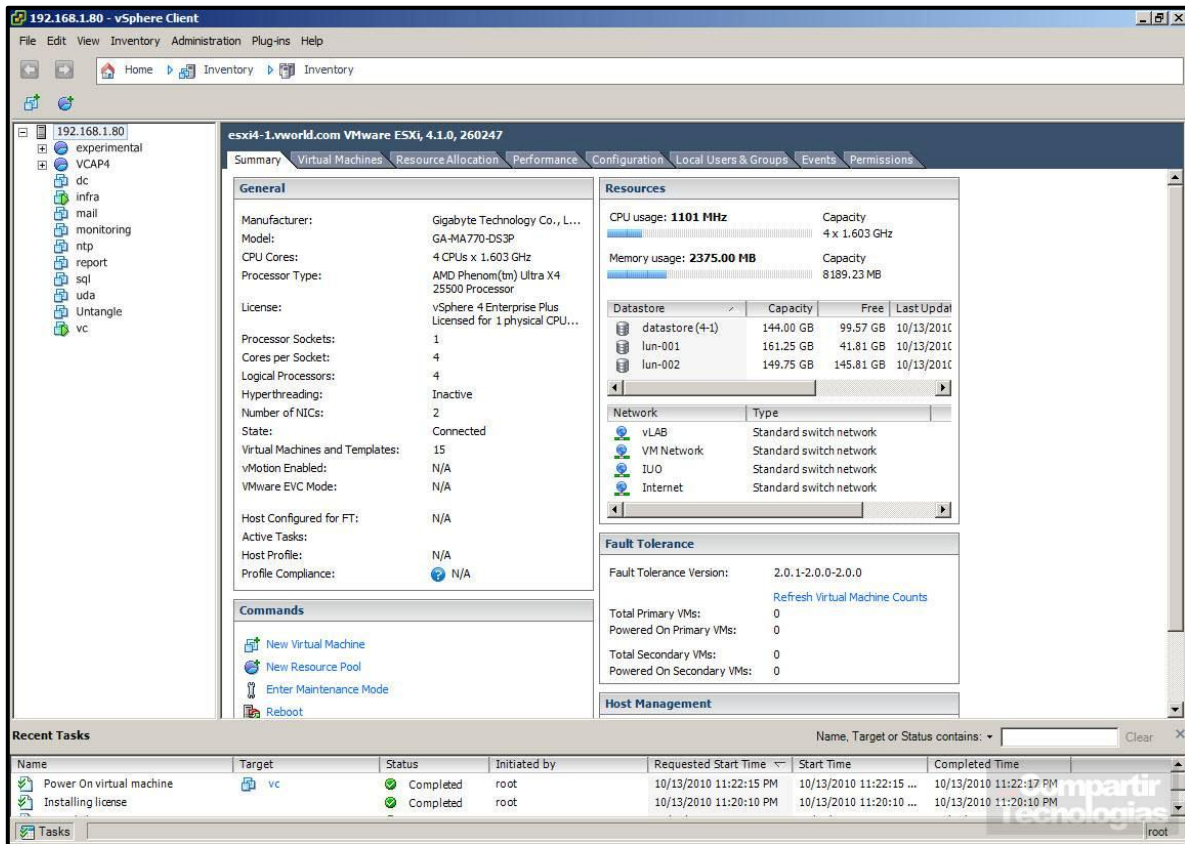 192.168.1.80 - vSphere Client
File Edit View Inventory Administration Plug-ins Help
Home Inventory Inventory
192.168.1.80
experimental
VCAP4
dc
infra
mail
monitoring
ntp
report
sql
uda
Untangle
vc
esxi4-1.vworld.com VMware ESXi, 4.1.0, 260247
Summary Virtual Machines Resource Allocation Performance Configuration Local Users & Groups Events Permissions
General
Manufacturer: Gigabyte Technology Co., L...
Model: GA-MA770-DS3P
CPU Cores: 4 CPUs x 1.603 GHz
Processor Type: AMD Phenom(tm) Ultra X4
25500 Processor
License: vSphere 4 Enterprise Plus
Licensed for 1 physical CPU...
Processor Sockets: 1
Cores per Socket: 4
Logical Processors: 4
Hyperthreading: Inactive
Number of NICs: 2
State: Connected
Virtual Machines and Templates: 15
vMotion Enabled: N/A
VMware EVC Mode: N/A
Host Configured for FT: N/A
Active Tasks:
Host Profile: N/A
Profile Compliance: N/A
Commands
New Virtual Machine
New Resource Pool
Enter Maintenance Mode
Reboot
Resources
CPU usage: 1101 MHz Capacity
4 x 1.603 GHz
Memory usage: 2375.00 MB Capacity
8189.23 MB
Datastore Capacity Free Last Updat
datastore (4-1) 144.00 GB 99.57 GB 10/13/201
lun-001 161.25 GB 41.81 GB 10/13/201
lun-002 149.75 GB 145.81 GB 10/13/201
Network Type
vLAB Standard switch network
VM Network Standard switch network
IUO Standard switch network
Internet Standard switch network
Fault Tolerance
Fault Tolerance Version: 2.0.1-2.0.0-2.0.0
Refresh Virtual Machine Counts
Total Primary VMs: 0
Powered On Primary VMs: 0
Total Secondary VMs: 0
Powered On Secondary VMs: 0
Host Management
Recent Tasks Name, Target or Status contains: Clear
Name Target Status Initiated by Requested Start Time Start Time Completed Time
Power On virtual machine vc Completed root 10/13/2010 11:22:15 PM 10/13/2010 11:22:15 ... 10/13/2010 11:22:17 PM
Installing license Completed root 10/13/2010 11:20:10 PM 10/13/2010 11:20:10 ... 10/13/2010 11:20:10 PM
Compartir
Tecnologías
Tasks root